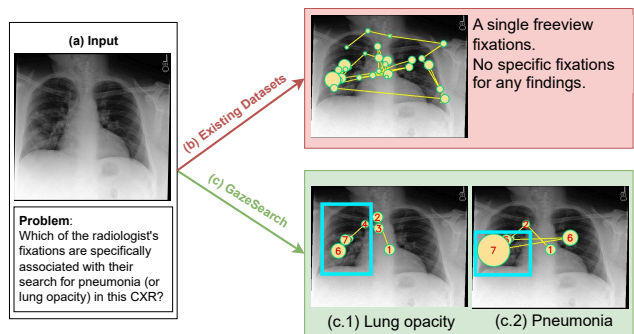 (a) Input
Problem:
Which of the radiologist's
fixations are specifically
associated with their
search for pneumonia (or
lung opacity) in this CXR?
(b) Existing Datasets
(c) GazeSearch
A single freeview
fixations.
No specific fixations
for any findings.
2
4
3
7
6
1
(c.1) Lung opacity
2
6
7
1
(c.2) Pneumonia